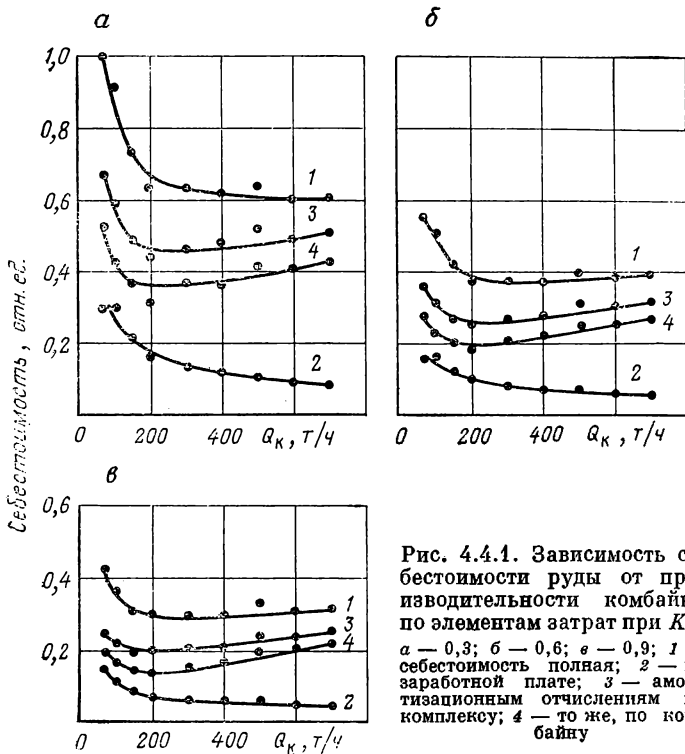 а
б
1,0
0,8
0,6
0,4
0,2
1
3
4
2
1
3
4
2
0
200
400
Qк, т/ч
0
200
400
Qк, т/ч
Себестоимость, отн. ед.
в
0,6
0,4
0,2
0
1
3
4
2
200
400
Qк, т/ч
Рис. 4.4.1. Зависимость с
бестоимости руды от пр
изводительности комбай
по элементам затрат при К
а — 0,3; б — 0,6; в — 0,9; 1
себестоимость полная; 2 —
заработной плате; 3 — амо
тизационным отчислениям
комплексу; 4 — то же, по ко
байну